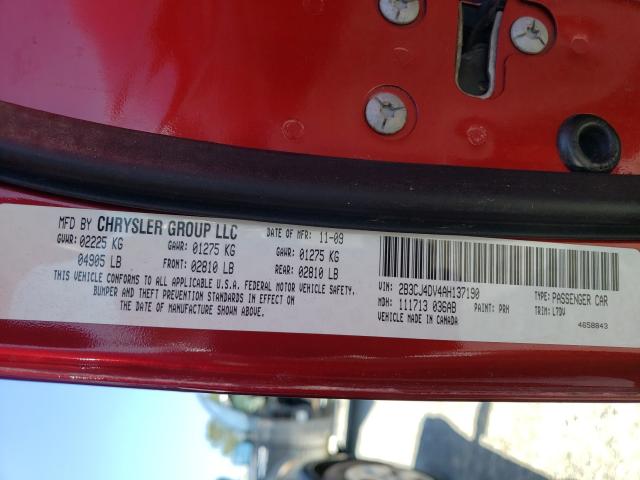 MFD BY CHRYSLER GROUP LLC DATE OF MFR: 11-09
GVWR: 02225 KG GAWR: 01275 KG GAWR: 01275 KG
04905 LB FRONT: 02810 LB REAR: 02810 LB
THIS VEHICLE CONFORMS TO ALL APPLICABLE U.S.A. FEDERAL MOTOR VEHICLE SAFETY,
BUMPER AND THEFT PREVENTION STANDARDS IN EFFECT ON
THE DATE OF MANUFACTURE SHOWN ABOVE.
VIN: 2B3CJ4DV4AH137190 TYPE: PASSENGER CAR
MDH: 111713 036AB PAINT: PRH TRIM: LTDV
VEHICLE MADE IN CANADA 4658843